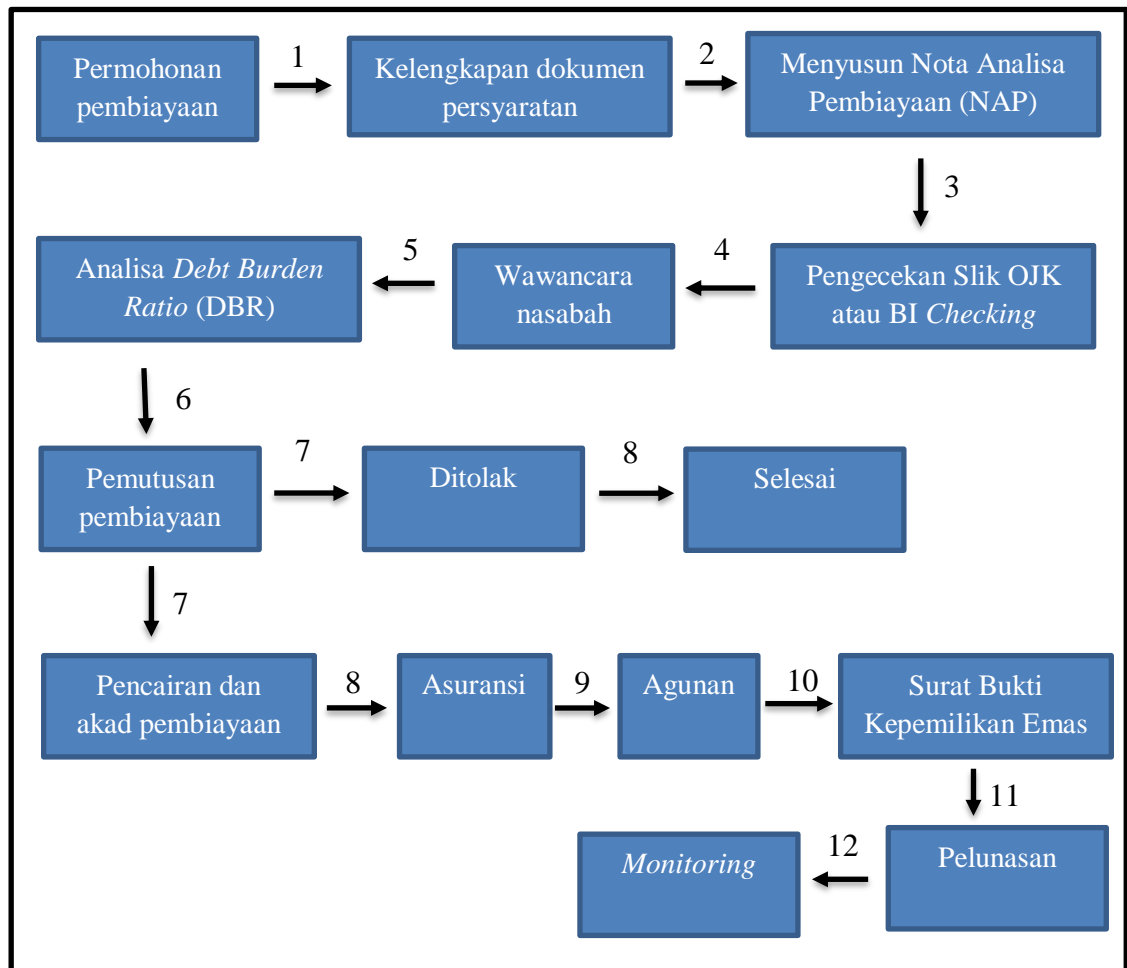 Permohonan
pembiayaan
1
Kelengkapan dokumen
persyaratan
2
Menyusun Nota Analisa
Pembiayaan (NAP)
3
Pengecekan Slik OJK
atau BI Checking
4
Wawancara
nasabah
5
Analisa Debt Burden
Ratio (DBR)
6
Pemutusan
pembiayaan
7
Ditolak
8
Selesai
7
Pencairan dan
akad pembiayaan
8
Asuransi
9
Agunan
10
Surat Bukti
Kepemilikan Emas
11
Pelunasan
12
Monitoring